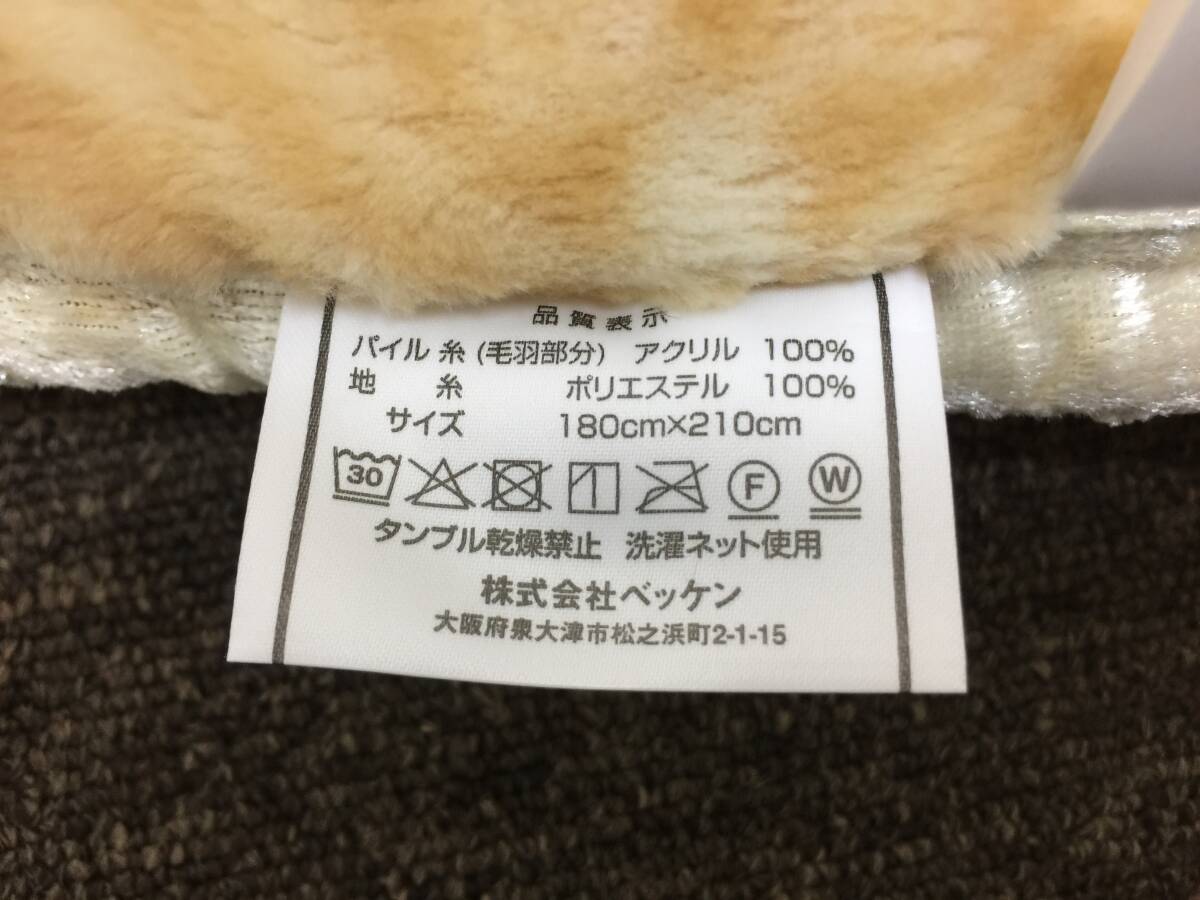 品質表示
パイル糸(毛羽部分) アクリル 100%
地糸 ポリエステル 100%
サイズ 180cm×210cm
30 F W
タンブル乾燥禁止 洗濯ネット使用
株式会社ベッケン
大阪府泉大津市松之浜町2-1-15